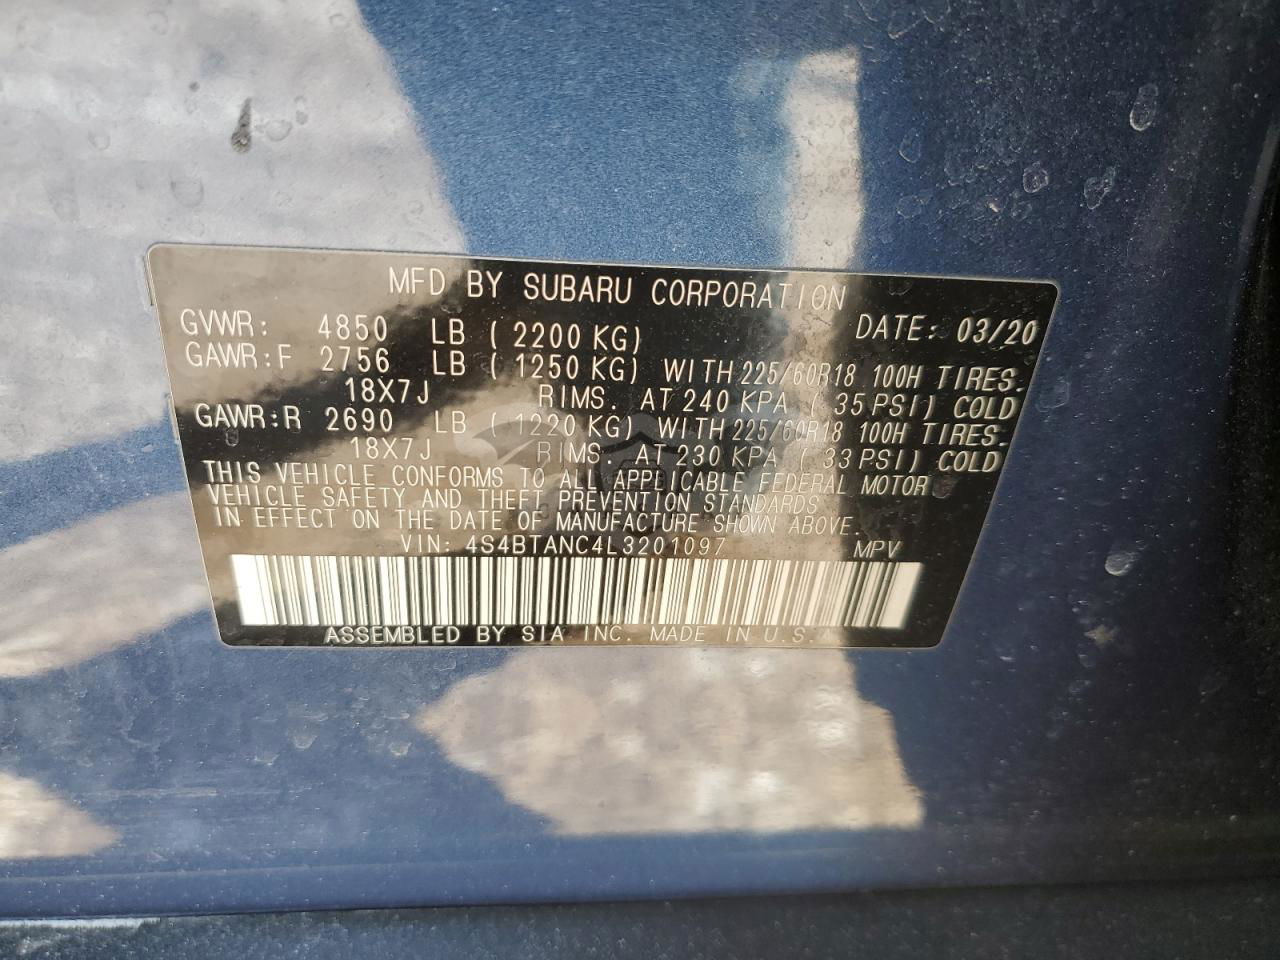 MFD BY SUBARU CORPORATION
GVWR: 4850 LB ( 2200 KG) DATE: 03/20
GAWR:F 2756 LB ( 1250 KG) WITH 225/60R18 100H TIRES.
18X7J RIMS. AT 240 KPA ( 35 PSI) COLD
GAWR:R 2690 LB ( 1220 KG) WITH 225/60R18 100H TIRES.
18X7J RIMS. AT 230 KPA ( 33 PSI) COLD
THIS VEHICLE CONFORMS TO ALL APPLICABLE FEDERAL MOTOR
VEHICLE SAFETY AND THEFT PREVENTION STANDARDS
IN EFFECT ON THE DATE OF MANUFACTURE SHOWN ABOVE.
VIN: 4S4BTANC4L3201097 MPV
ASSEMBLED BY SIA INC. MADE IN U.S.